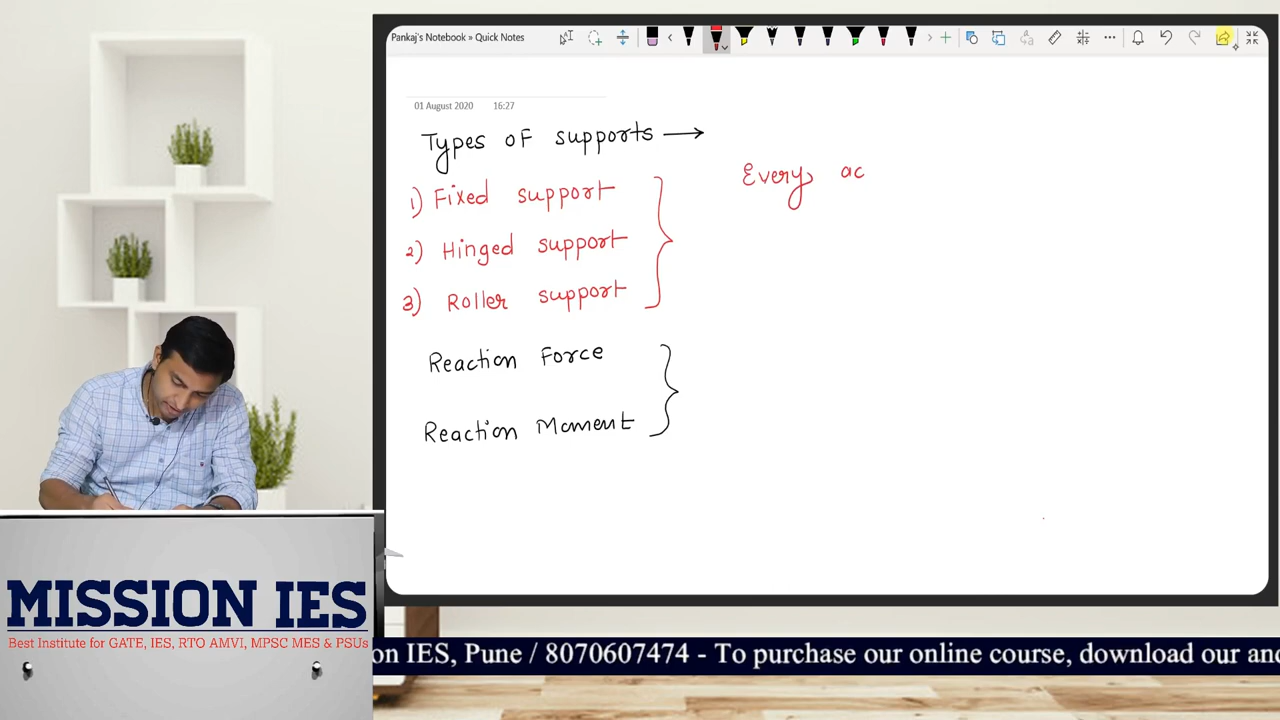 Pankaj's Notebook » Quick Notes
01 August 2020 16:27
Types of supports →
1) Fixed support
2) Hinged support
3) Roller support
Every ac
Reaction Force
Reaction Moment
MISSION IES
Best Institute for GATE, IES, RTO AMVI, MPSC MES & PSUs
on IES, Pune / 8070607474 - To purchase our online course, download our and